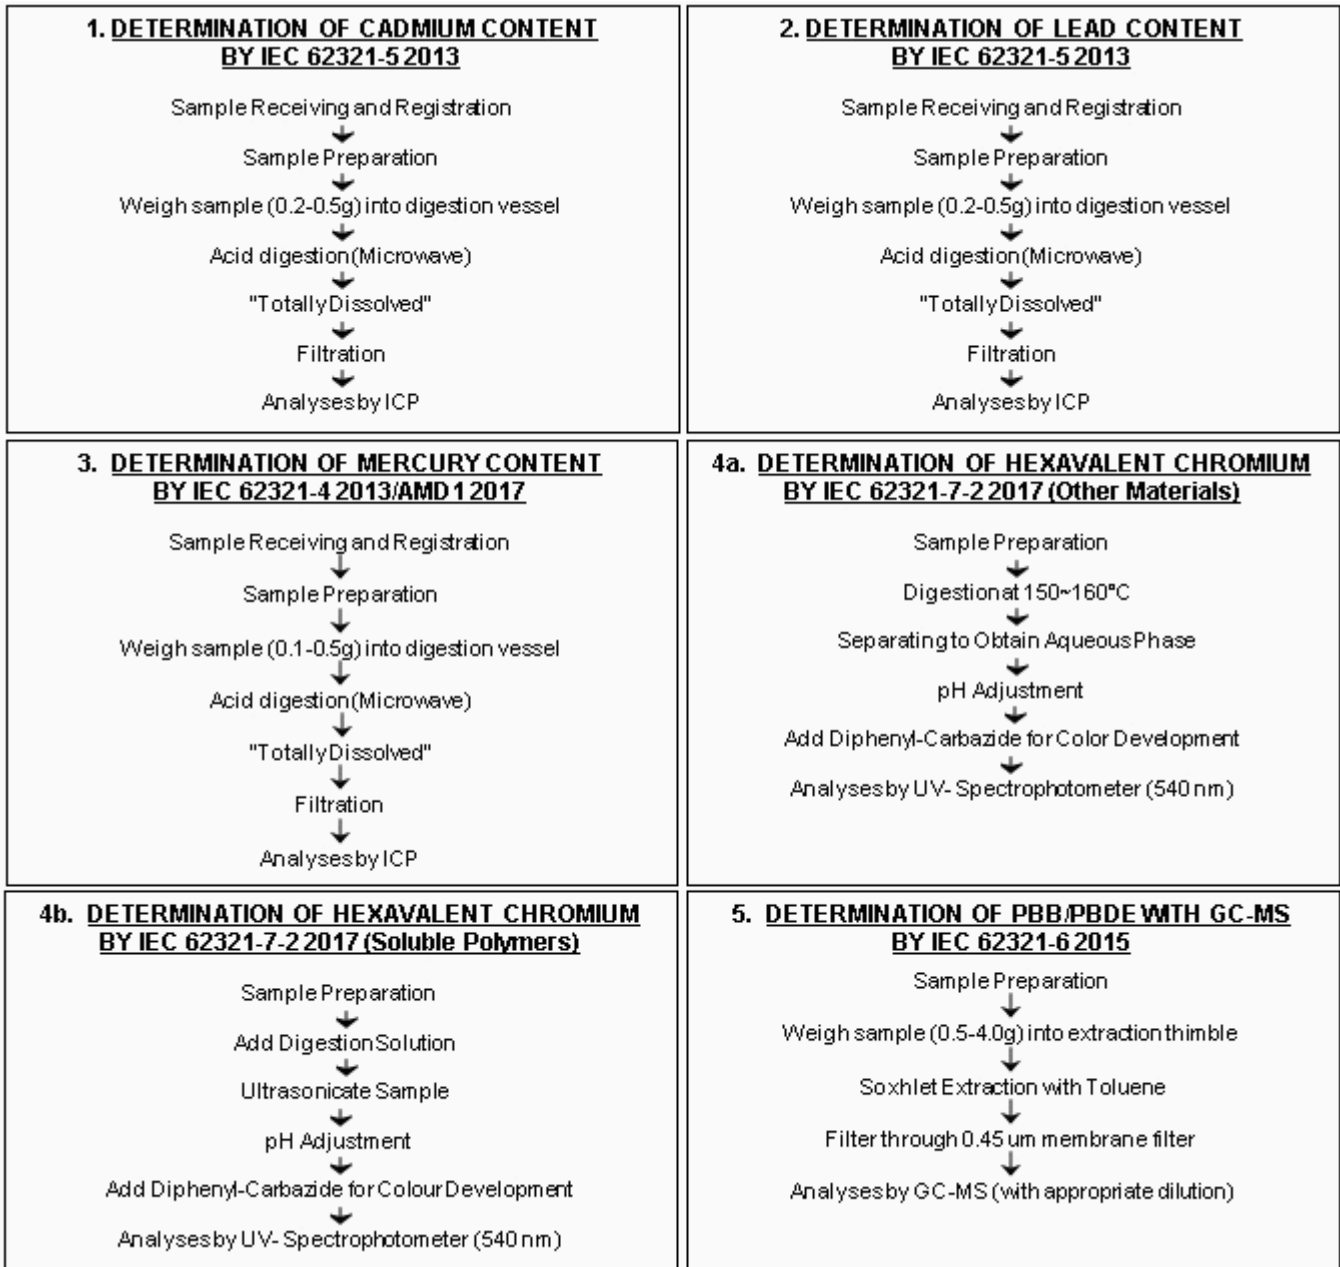 1. DETERMINATION OF CADMIUM CONTENT
BY IEC 62321-5 2013
Sample Receiving and Registration
Sample Preparation
Weigh sample (0.2-0.5g) into digestion vessel
Acid digestion (Microwave)
"Totally Dissolved"
Filtration
Analyses by ICP
2. DETERMINATION OF LEAD CONTENT
BY IEC 62321-5 2013
Sample Receiving and Registration
Sample Preparation
Weigh sample (0.2-0.5g) into digestion vessel
Acid digestion (Microwave)
"Totally Dissolved"
Filtration
Analyses by ICP
3. DETERMINATION OF MERCURY CONTENT
BY IEC 62321-4 2013/AMD1 2017
Sample Receiving and Registration
Sample Preparation
Weigh sample (0.1-0.5g) into digestion vessel
Acid digestion (Microwave)
"Totally Dissolved"
Filtration
Analyses by ICP
4a. DETERMINATION OF HEXAVALENT CHROMIUM
BY IEC 62321-7-2 2017 (Other Materials)
Sample Preparation
Digestion at 150~160°C
Separating to Obtain Aqueous Phase
pH Adjustment
Add Diphenyl-Carbazide for Color Development
Analyses by UV- Spectrophotometer (540 nm)
4b. DETERMINATION OF HEXAVALENT CHROMIUM
BY IEC 62321-7-2 2017 (Soluble Polymers)
Sample Preparation
Add Digestion Solution
Ultrasonicate Sample
pH Adjustment
Add Diphenyl-Carbazide for Colour Development
Analyses by UV- Spectrophotometer (540 nm)
5. DETERMINATION OF PBB/PBDE WITH GC-MS
BY IEC 62321-6 2015
Sample Preparation
Weigh sample (0.5-4.0g) into extraction thimble
Soxhlet Extraction with Toluene
Filter through 0.45 um membrane filter
Analyses by GC-MS (with appropriate dilution)